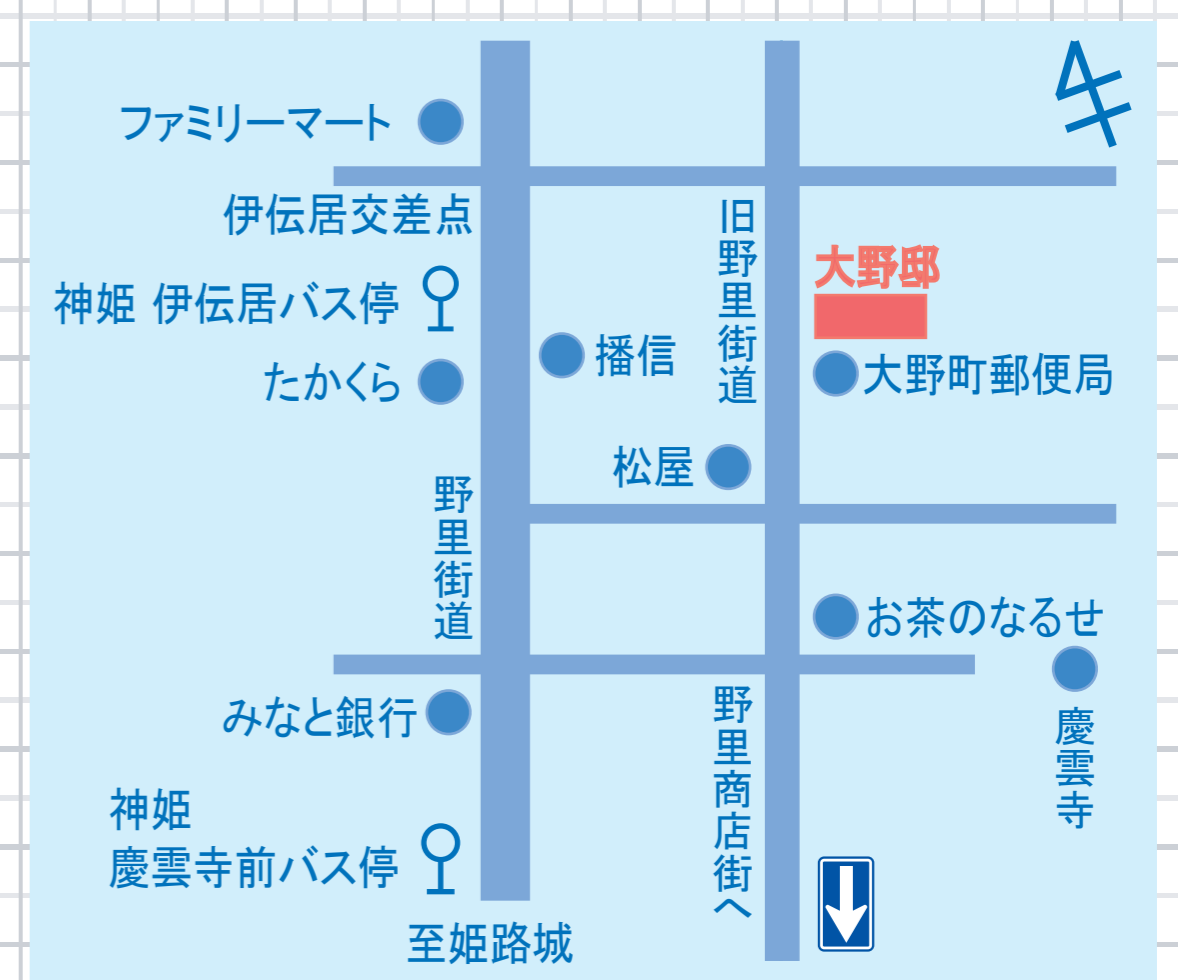 ファミリーマート
伊伝居交差点
旧野里街道
大野邸
神姫 伊伝居バス停
播信
たかくら
大野町郵便局
松屋
野里街道
お茶のなるせ
みなと銀行
野里商店街へ
慶雲寺
神姫
慶雲寺前バス停
至姫路城